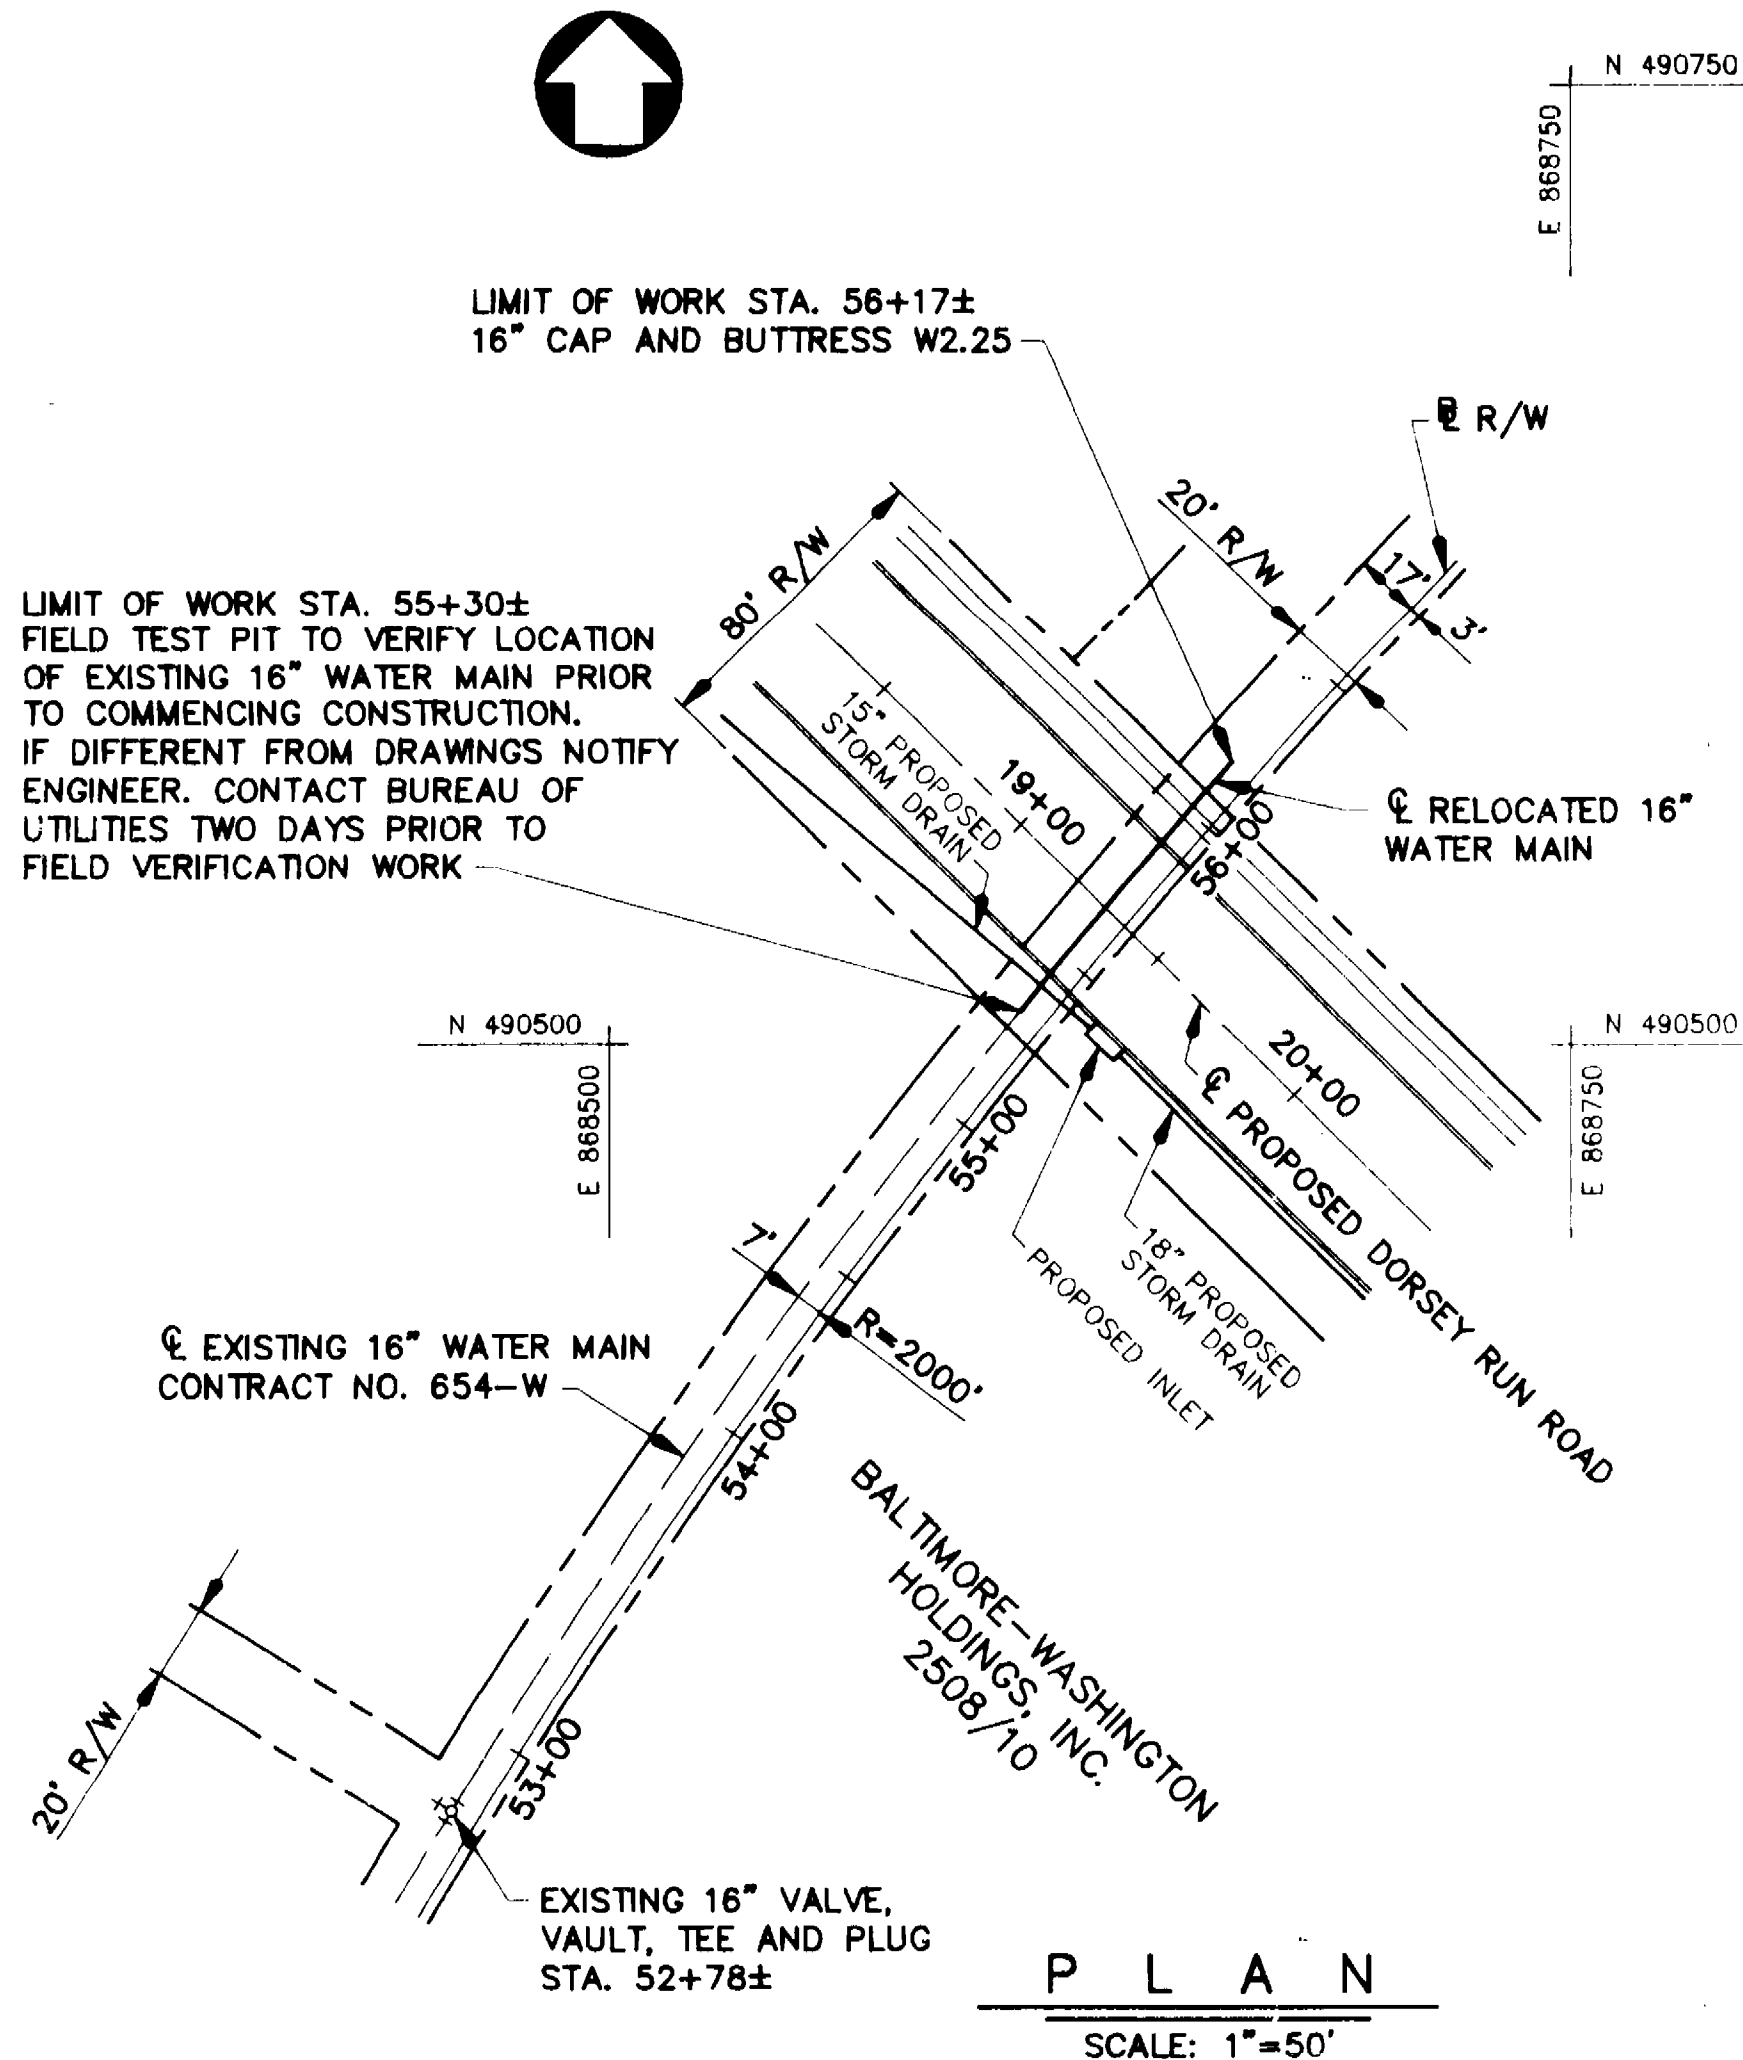 N 490750
E 868750
LIMIT OF WORK STA. 56+17±
16" CAP AND BUTTRESS W2.25
℄ R/W
20' R/W
80' R/W
17'
3'
LIMIT OF WORK STA. 55+30±
FIELD TEST PIT TO VERIFY LOCATION
OF EXISTING 16" WATER MAIN PRIOR
TO COMMENCING CONSTRUCTION.
IF DIFFERENT FROM DRAWINGS NOTIFY
ENGINEER. CONTACT BUREAU OF
UTILITIES TWO DAYS PRIOR TO
FIELD VERIFICATION WORK
15" PROPOSED
STORM DRAIN
19+00
56+00
℄ RELOCATED 16"
WATER MAIN
N 490500
E 868500
N 490500
E 868750
20+00
℄ PROPOSED DORSEY RUN ROAD
55+00
18" PROPOSED
STORM DRAIN
PROPOSED INLET
7'
R=2000'
℄ EXISTING 16" WATER MAIN
CONTRACT NO. 654-W
54+00
BALTIMORE-WASHINGTON
HOLDINGS, INC.
2508/10
20' R/W
53+00
EXISTING 16" VALVE,
VAULT, TEE AND PLUG
STA. 52+78±
PLAN
SCALE: 1"=50'